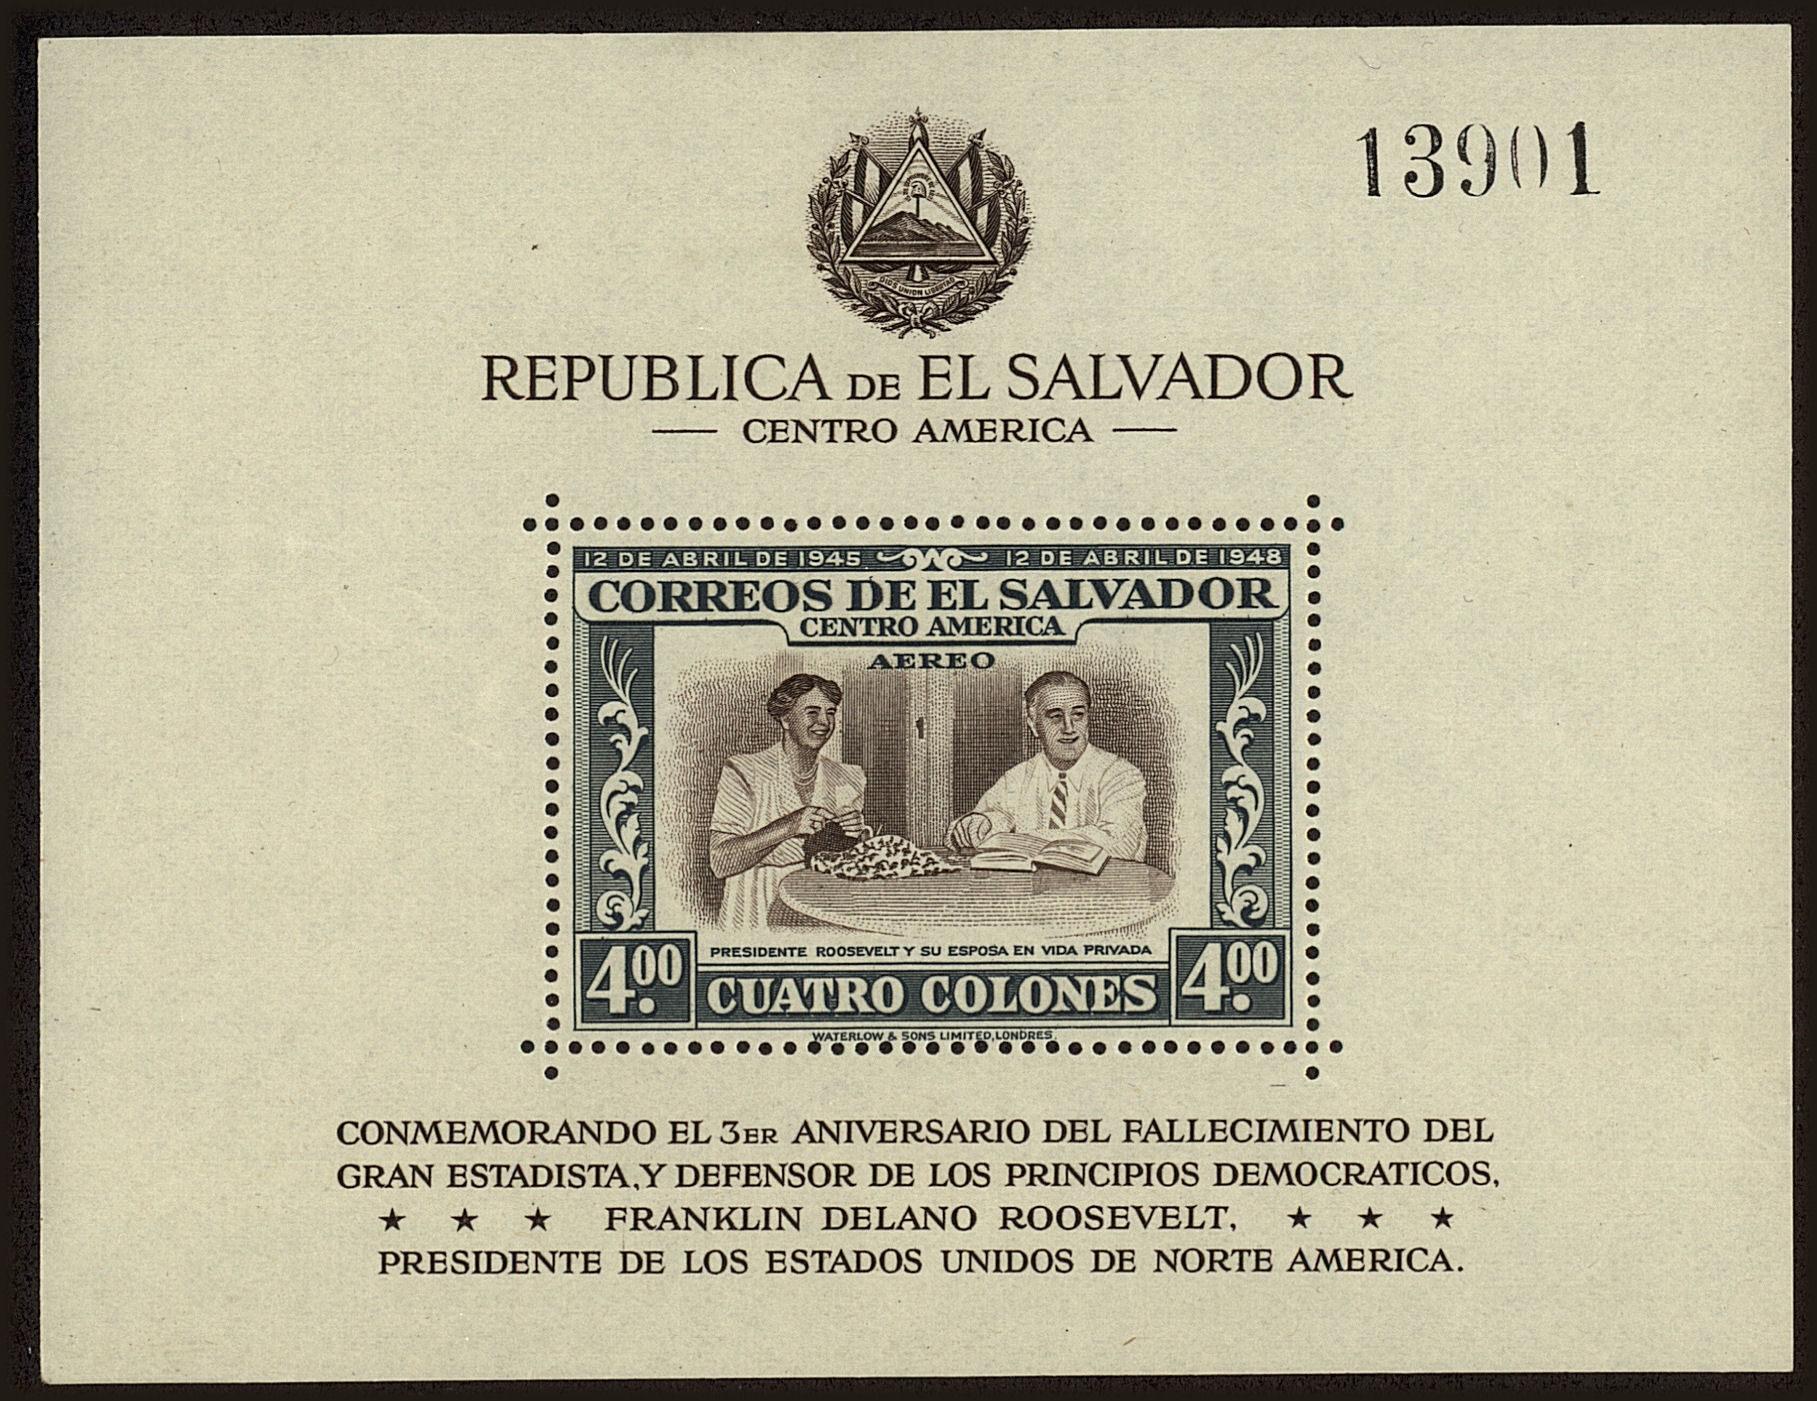 13901
DIOS UNION LIBERTAD
REPUBLICA DE EL SALVADOR
CENTRO AMERICA
12 DE ABRIL DE 1945 12 DE ABRIL DE 1948
CORREOS DE EL SALVADOR
CENTRO AMERICA
AEREO
PRESIDENTE ROOSEVELT Y SU ESPOSA EN VIDA PRIVADA
4.00 CUATRO COLONES 4.00
WATERLOW & SONS LIMITED, LONDRES.
CONMEMORANDO EL 3ER ANIVERSARIO DEL FALLECIMIENTO DEL
GRAN ESTADISTA, Y DEFENSOR DE LOS PRINCIPIOS DEMOCRATICOS,
★ ★ ★ FRANKLIN DELANO ROOSEVELT, ★ ★ ★
PRESIDENTE DE LOS ESTADOS UNIDOS DE NORTE AMERICA.